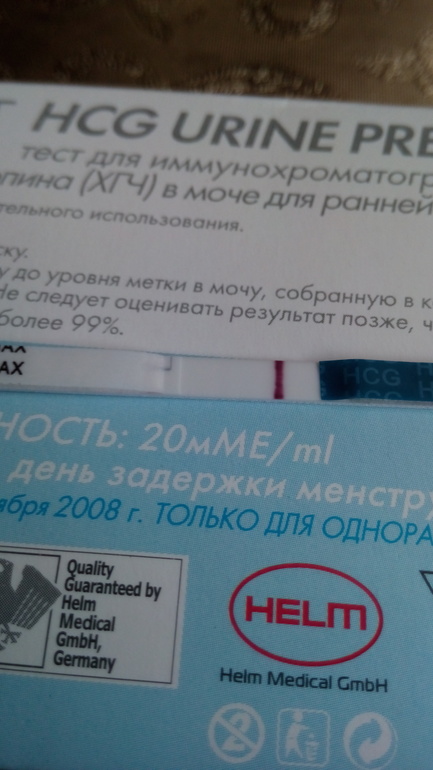 HCG URINE PRE
тест для иммунохроматогр
пина (ХГЧ) в моче для ранней
тельного использования.
ску.
у до уровня метки в мочу, собранную в к
Не следует оценивать результат позже, ч
более 99%.
AX
HCG
НОСТЬ: 20мМЕ/ml
день задержки менстру
ября 2008 г. ТОЛЬКО ДЛЯ ОДНОРА
Quality
Guaranteed by
Helm
Medical
GmbH,
Germany
HELM
Helm Medical GmbH